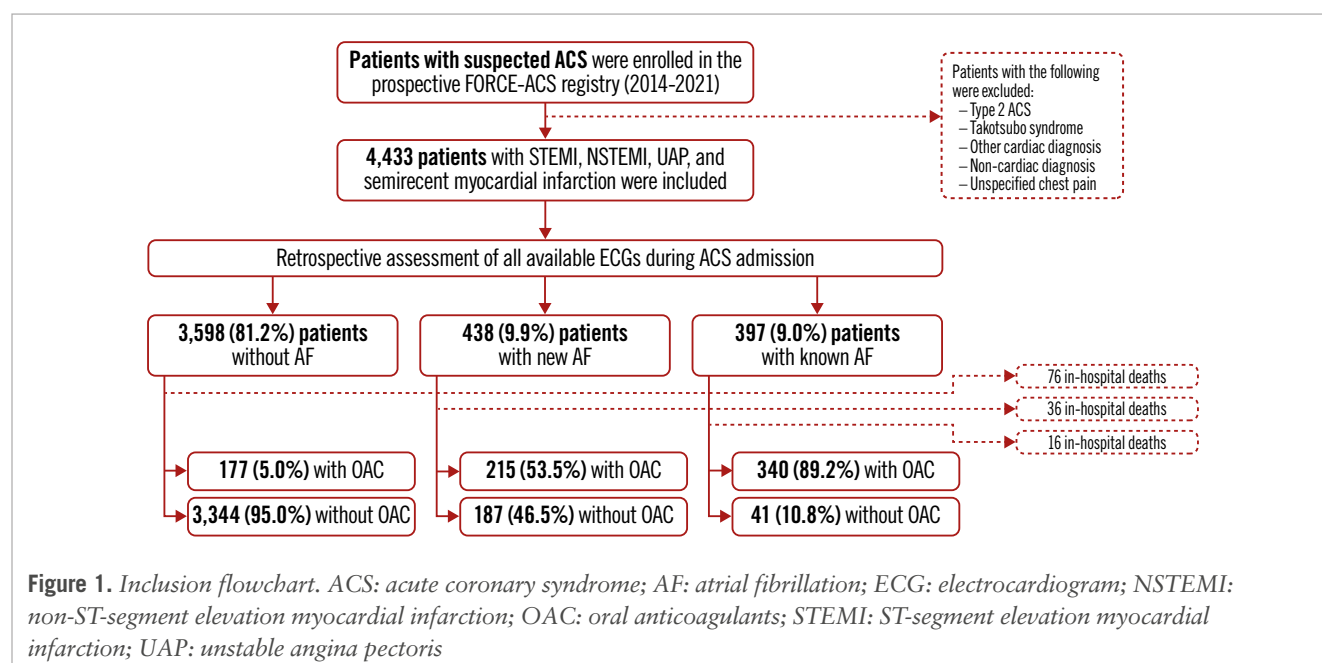 Patients with suspected ACS were enrolled in the
prospective FORCE-ACS registry (2014-2021)
Patients with the following
were excluded:
– Type 2 ACS
– Takotsubo syndrome
– Other cardiac diagnosis
– Non-cardiac diagnosis
– Unspecified chest pain
4,433 patients with STEMI, NSTEMI, UAP, and
semirecent myocardial infarction were included
Retrospective assessment of all available ECGs during ACS admission
3,598 (81.2%) patients
without AF
438 (9.9%) patients
with new AF
397 (9.0%) patients
with known AF
76 in-hospital deaths
36 in-hospital deaths
16 in-hospital deaths
177 (5.0%) with OAC
215 (53.5%) with OAC
340 (89.2%) with OAC
3,344 (95.0%) without OAC
187 (46.5%) without OAC
41 (10.8%) without OAC
Figure 1. Inclusion flowchart. ACS: acute coronary syndrome; AF: atrial fibrillation; ECG: electrocardiogram; NSTEMI:
non-ST-segment elevation myocardial infarction; OAC: oral anticoagulants; STEMI: ST-segment elevation myocardial
infarction; UAP: unstable angina pectoris